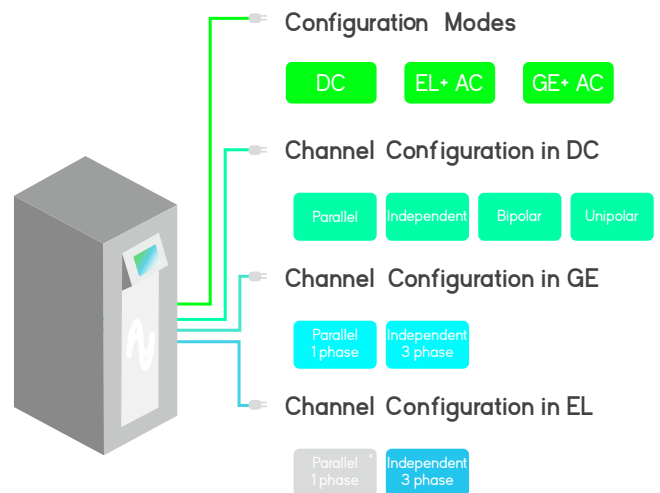 Configuration Modes
DC
EL+ AC
GE+ AC
Channel Configuration in DC
Parallel
Independent
Bipolar
Unipolar
Channel Configuration in GE
Parallel
1 phase
Independent
3 phase
Channel Configuration in EL
Parallel
1 phase
Independent
3 phase